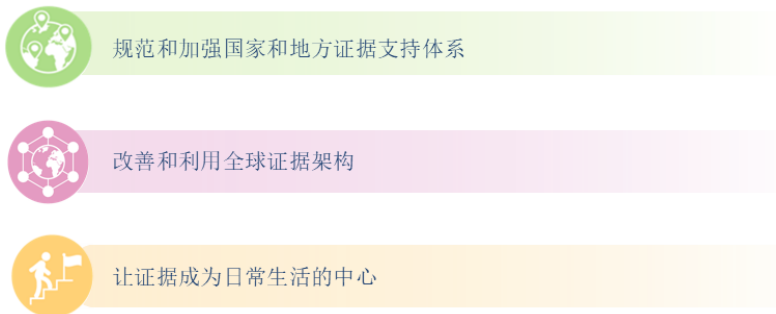 规范和加强国家和地方证据支持体系
改善和利用全球证据架构
让证据成为日常生活的中心